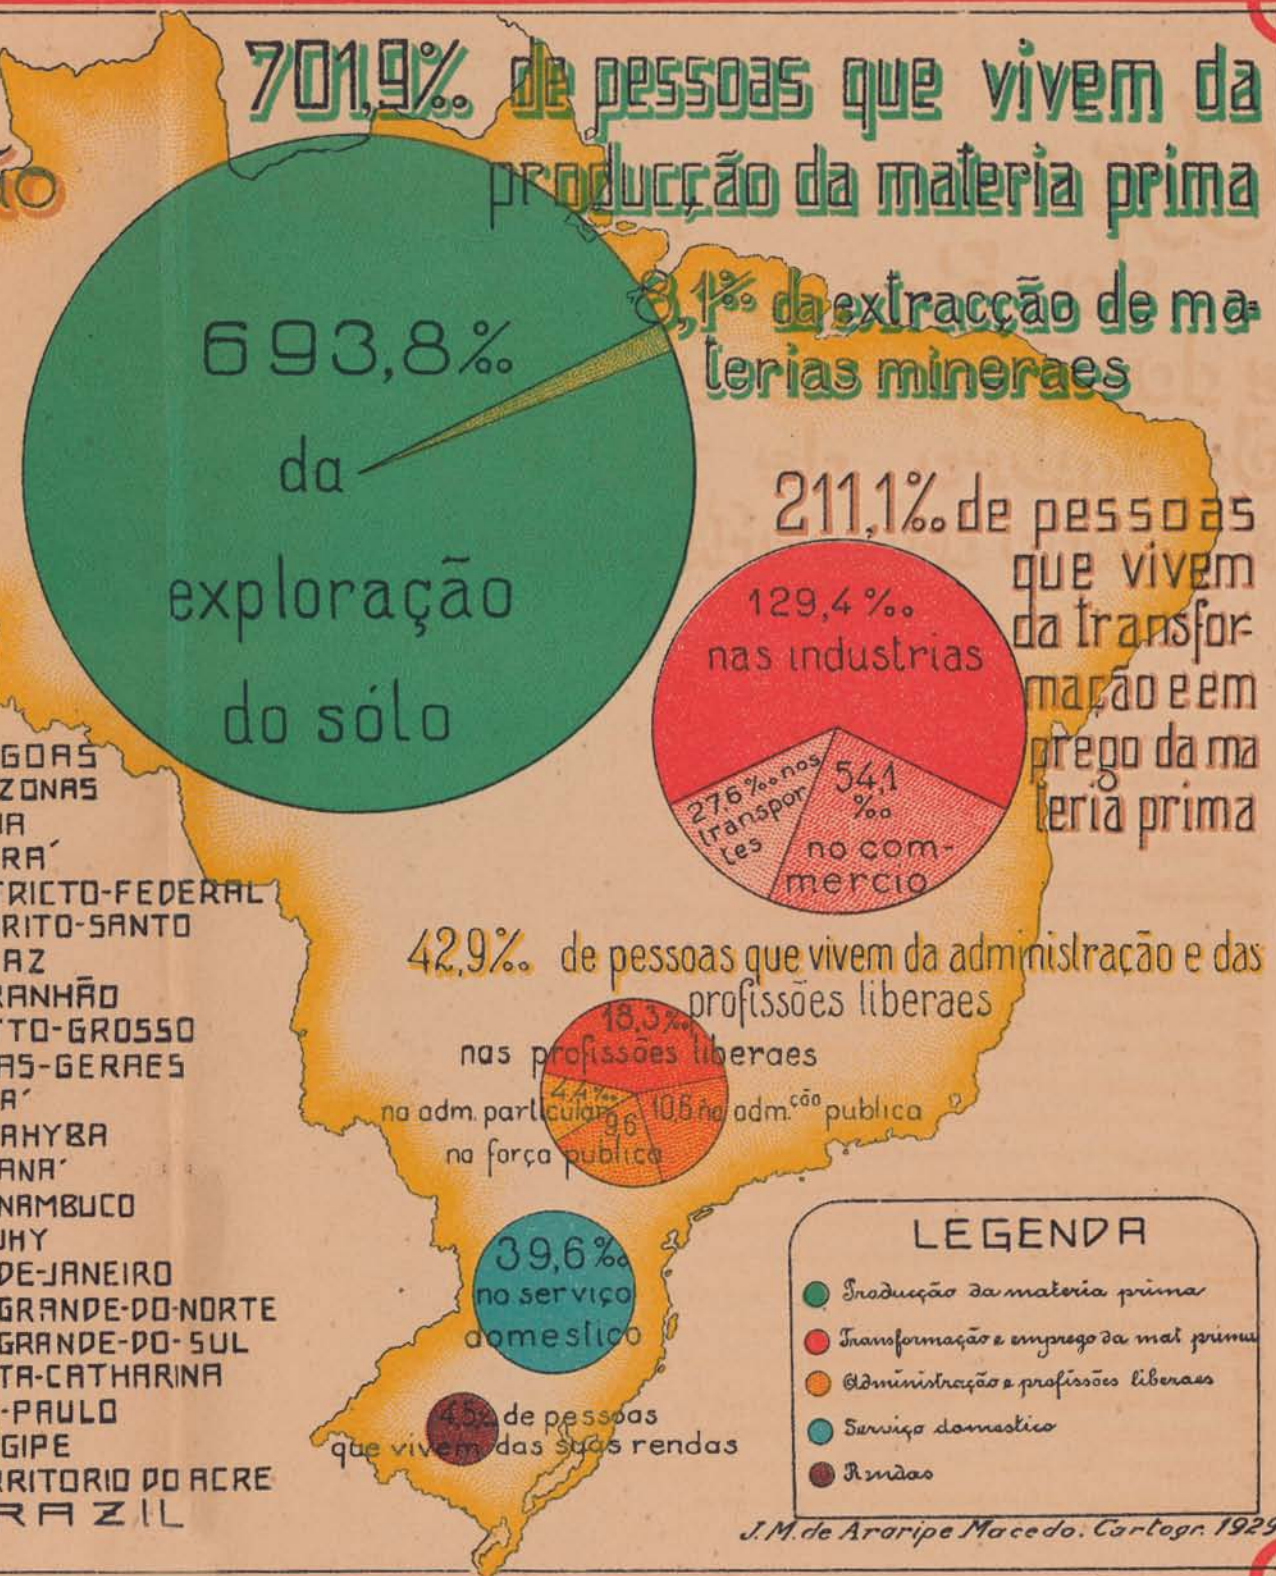 701,9‰ de pessoas que vivem da
producção da materia prima
ão
8,1‰ da extracção de ma-
terias mineraes
693,8‰
da
exploração
do sólo
211,1‰ de pessoas
que vivem
da transfor-
mação e em
prego da ma
teria prima
129,4‰
nas industrias
27,6‰ nos
transpor
tes
54,1
‰
no com-
mercio
42,9‰ de pessoas que vivem da administração e das
profissões liberaes
18,3‰
nas profissões liberaes
4,4‰
na adm. particular
10,6 na adm.ção publica
9,6
na força publica
39,6‰
no serviço
domestico
4,5‰ de pessoas
que vivem das suas rendas
GOAS
ZONAS
IA
RA´
TRICTO-FEDERAL
RITO-SANTO
AZ
RANHÃO
TTO-GROSSO
AS-GERAES
A´
AHYBA
ANA´
NAMBUCO
UHY
DE-JANEIRO
GRANDE-DO-NORTE
GRANDE-DO-SUL
TA-CATHARINA
-PAULO
GIPE
RRITORIO DO ACRE
RAZIL
LEGENDA
Producção da materia prima
Transformação e emprego da mat prima
Administração e profissões liberaes
Serviço domestico
Rendas
J.M. de Araripe Macedo. Cartogr. 1929